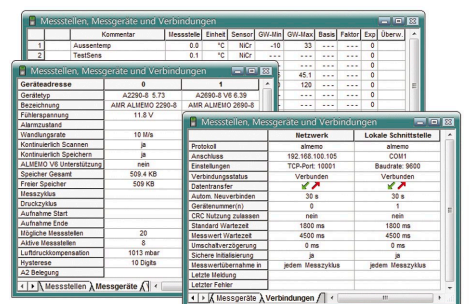 Messstellen, Messgeräte und Verbindungen
Kommentar Messstelle Einheit Sensor GW-Min GW-Max Basis Faktor Exp Überw.
1 Aussentemp 0.0 °C NiCr -10 33 --- --- 0
2 TestSens 0.1 °C NiCr --- --- --- --- 0
--- --- --- 0
45.1 --- --- 0
120 --- --- 0
Messstellen, Messgeräte und Verbindungen
Geräteadresse 0 1
Gerätetyp A2290-8 5.73 A2690-8 V6 6.39
Bezeichnung AMR ALMEMO 2290-8 AMR ALMEMO 2690-8
Fühlerspannung 11.8 V
Alarmzustand
Wandlungsrate 10 M/s
Kontinuierlich Scannen ja
Kontinuierlich Speichern ja
ALMEMO V6 Unterstützung nein
Speicher Gesamt 509.4 KB
Freier Speicher 509 KB
Messzyklus
Druckzyklus
Aufnahme Start
Aufnahme Ende
Mögliche Messstellen 20
Aktive Messstellen 8
Luftdruckkompensation 1013 mbar
Hysterese 10 Digits
A2 Belegung
Messstellen Messgeräte
Messstellen, Messgeräte und Verbindungen
Netzwerk Lokale Schnittstelle
Protokoll almemo almemo
Anschluss 192.168.100.105 COM1
Einstellungen TCP-Port: 10001 Baudrate: 9600
Verbindungsstatus Verbunden Verbunden
Datentransfer
Autom. Neuverbinden 30 s 30 s
Gerätenummer(n) 0 1
CRC Nutzung zulassen nein nein
Standard Wartezeit 1800 ms 1800 ms
Messwert Wartezeit 4500 ms 4500 ms
Umschaltverzögerung 0 ms 0 ms
Sichere Initialisierung ja ja
Messwertübernahme in jedem Messzyklus jedem Messzyklus
Letzte Meldung
Letzter Fehler
Messgeräte Verbindungen